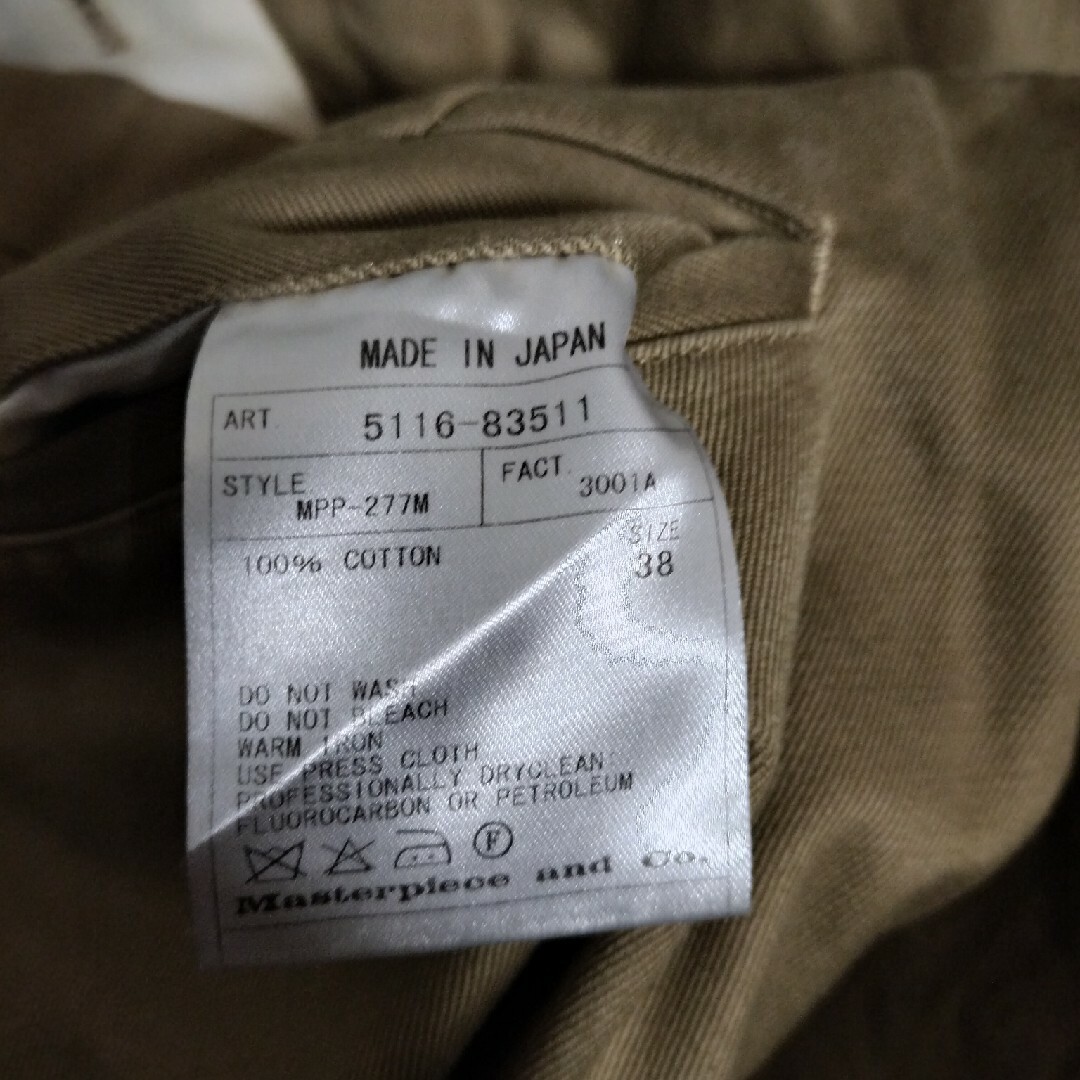 MADE IN JAPAN
ART. 5116-83511
STYLE MPP-277M
FACT. 3001A
100% COTTON
SIZE
38
DO NOT WASH
DO NOT BLEACH
WARM IRON
USE PRESS CLOTH
PROFESSIONALLY DRYCLEAN:
FLUOROCARBON OR PETROLEUM
F
Masterpiece and Co.